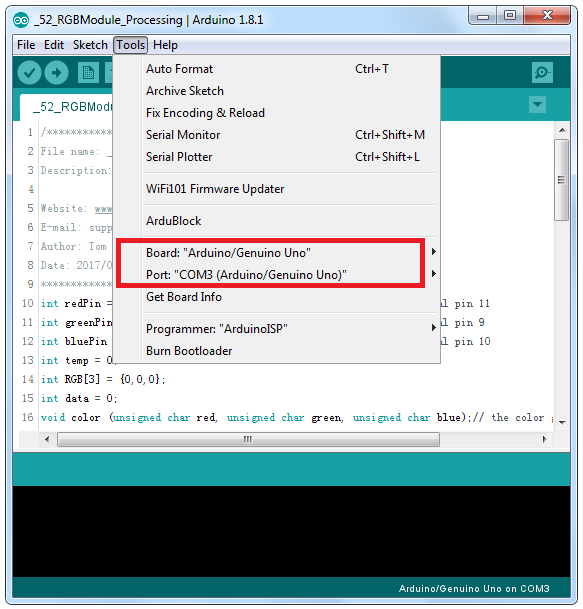 _52_RGBModule_Processing | Arduino 1.8.1
File Edit Sketch Tools Help
_52_RGBModu
Auto Format Ctrl+T
Archive Sketch
Fix Encoding & Reload
Serial Monitor Ctrl+Shift+M
Serial Plotter Ctrl+Shift+L
WiFi101 Firmware Updater
ArduBlock
Board: "Arduino/Genuino Uno"
Port: "COM3 (Arduino/Genuino Uno)"
Get Board Info
Programmer: "ArduinoISP"
Burn Bootloader
1 /************
2 File name: _
3 Description:
4
5 Website: www
6 E-mail: supp
7 Author: Tom
8 Date: 2017/0
9 *************
10 int redPin = l pin 11
11 int greenPin l pin 9
12 int bluePin l pin 10
13 int temp = 0;
14 int RGB[3] = {0,0,0};
15 int data = 0;
16 void color (unsigned char red, unsigned char green, unsigned char blue);// the color g
Arduino/Genuino Uno on COM3